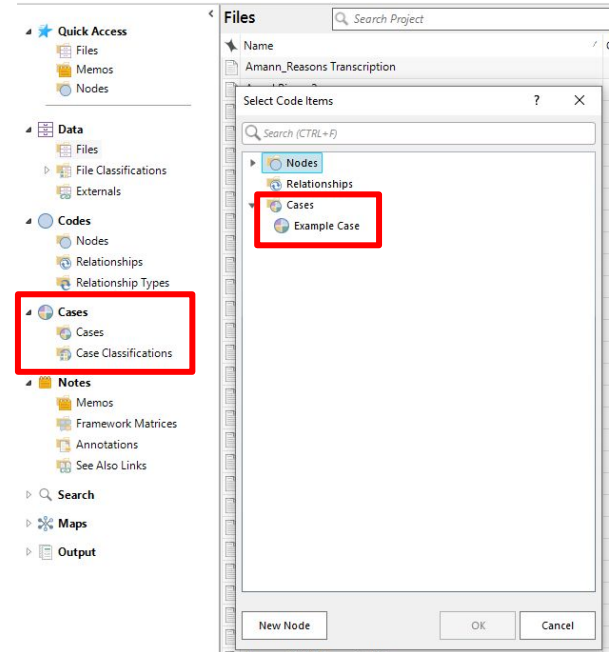 Quick Access
Files
Memos
Nodes
Data
Files
File Classifications
Externals
Codes
Nodes
Relationships
Relationship Types
Cases
Cases
Case Classifications
Notes
Memos
Framework Matrices
Annotations
See Also Links
Search
Maps
Output
Files
Search Project
Name
Amann_Reasons Transcription
Select Code Items
?
Search (CTRL+F)
Nodes
Relationships
Cases
Example Case
New Node
OK
Cancel